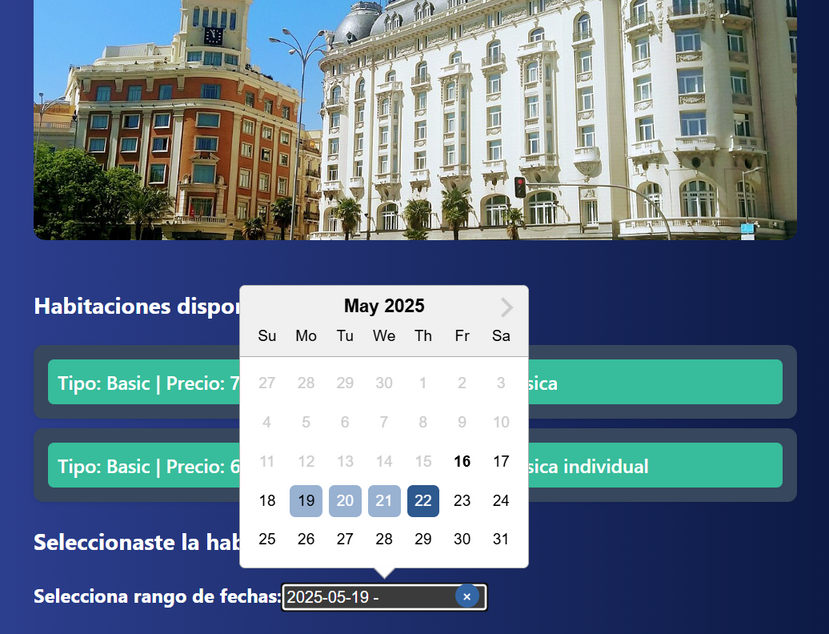 Habitaciones dispo
May 2025
Su Mo Tu We Th Fr Sa
27 28 29 30 1 2 3
4 5 6 7 8 9 10
11 12 13 14 15 16 17
18 19 20 21 22 23 24
25 26 27 28 29 30 31
Tipo: Basic | Precio: 7
sica
Tipo: Basic | Precio: 6
sica individual
Seleccionaste la hab
Selecciona rango de fechas: 2025-05-19 - ×